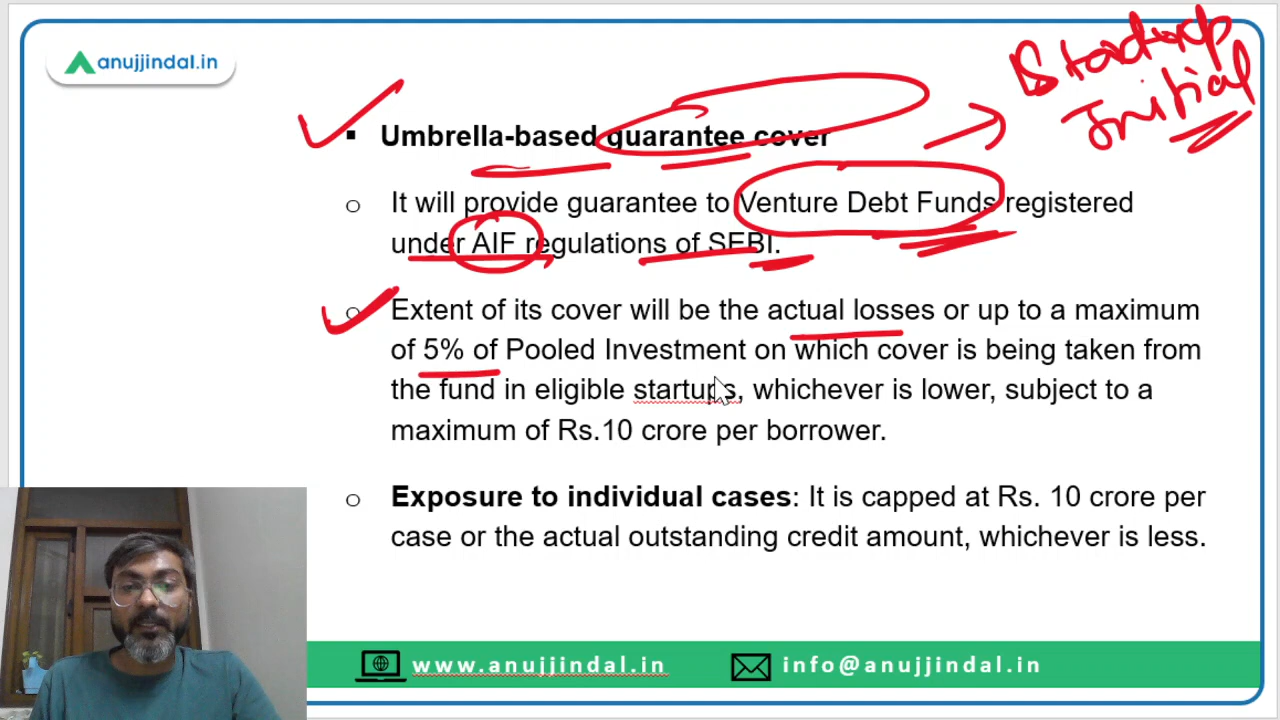 anujjindal.in
Startup
Initial
▪ Umbrella-based guarantee cover
o It will provide guarantee to Venture Debt Funds registered
under AIF regulations of SEBI.
o Extent of its cover will be the actual losses or up to a maximum
of 5% of Pooled Investment on which cover is being taken from
the fund in eligible startups, whichever is lower, subject to a
maximum of Rs.10 crore per borrower.
o Exposure to individual cases: It is capped at Rs. 10 crore per
case or the actual outstanding credit amount, whichever is less.
www.anujjindal.in info@anujjindal.in